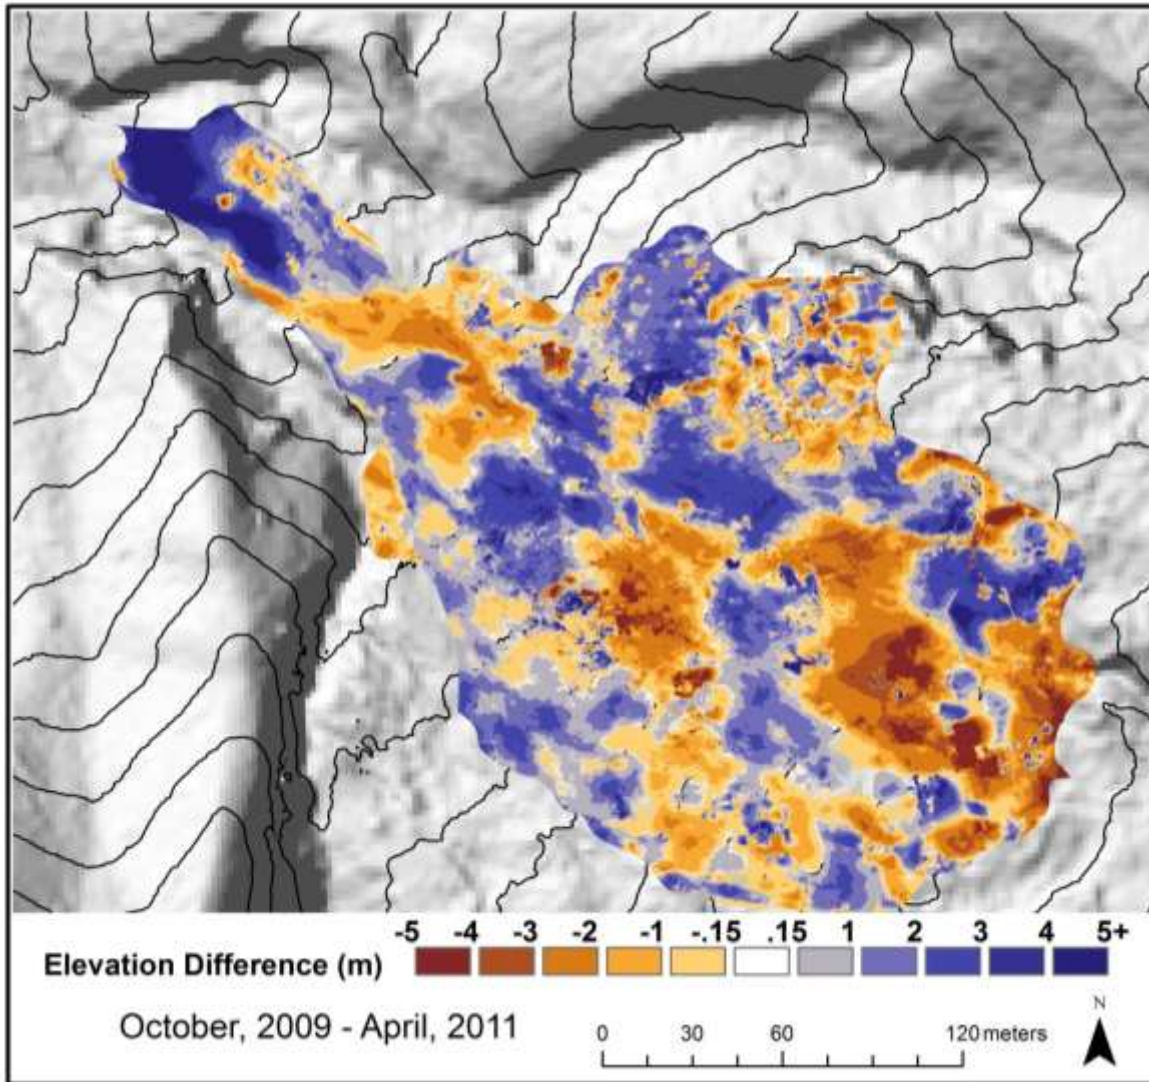 -5 -4 -3 -2 -1 -.15 .15 1 2 3 4 5+
Elevation Difference (m)
October, 2009 - April, 2011
0 30 60 120 meters
N